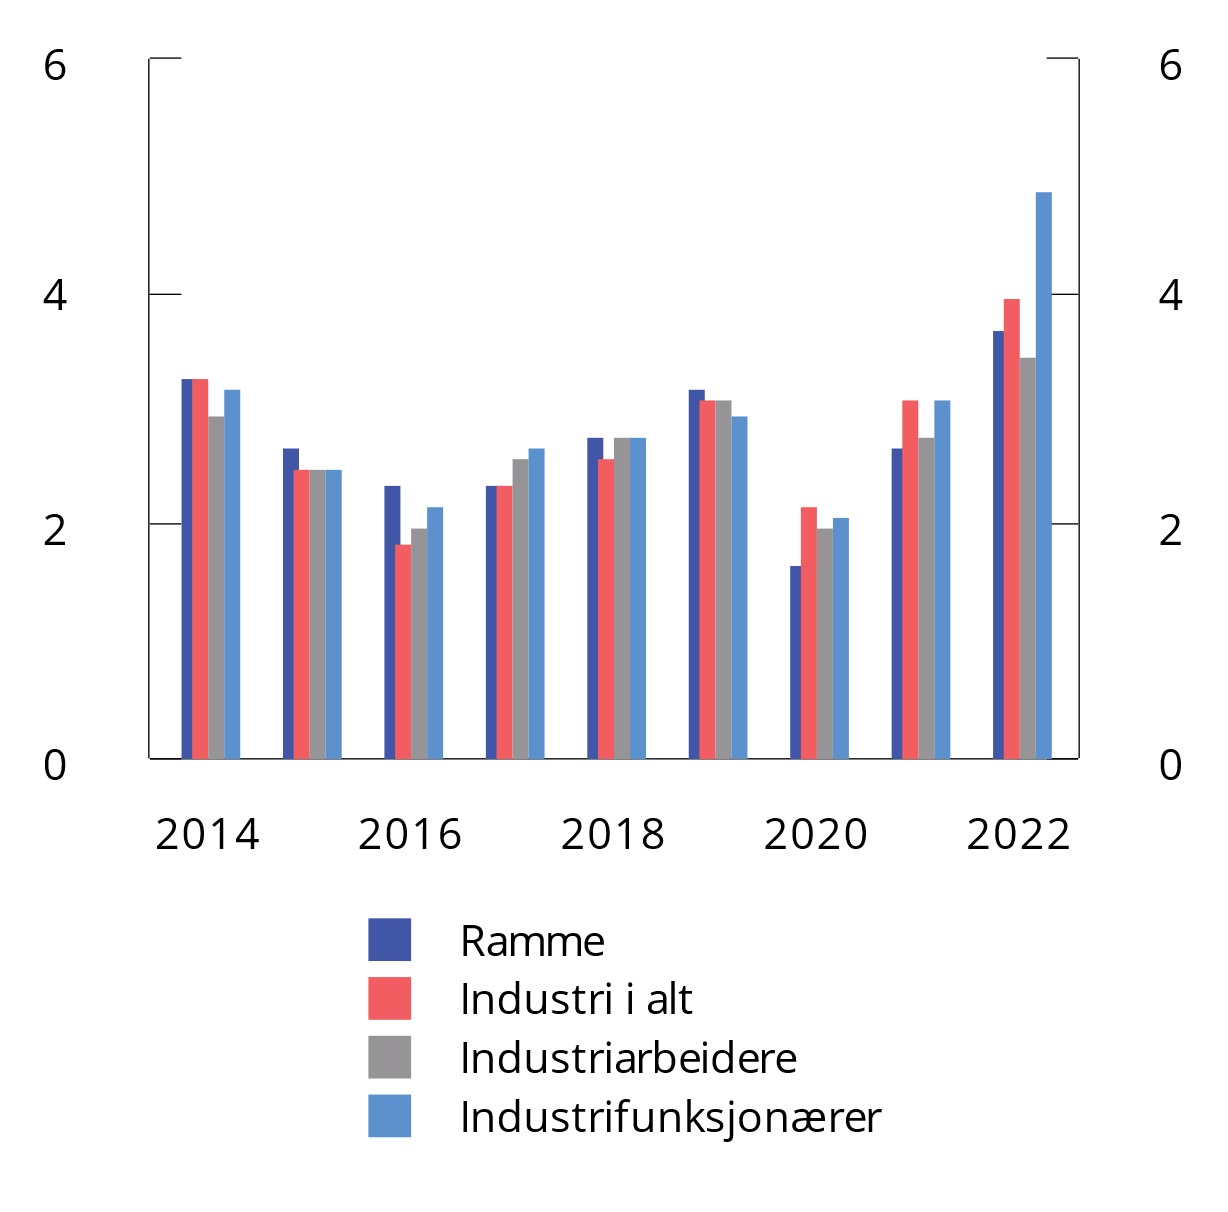 6 6
4 4
2 2
0 0
2014 2016 2018 2020 2022
Ramme
Industri i alt
Industriarbeidere
Industrifunksjonærer